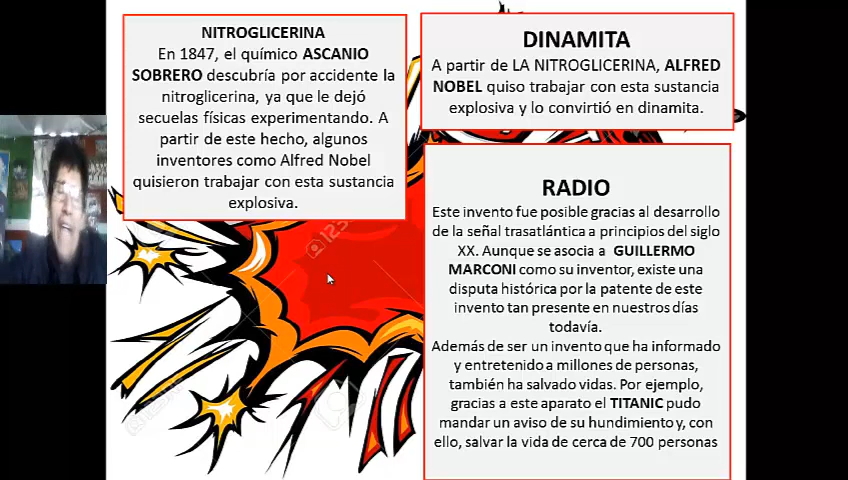 NITROGLICERINA
En 1847, el químico ASCANIO
SOBRERO descubría por accidente la
nitroglicerina, ya que le dejó
secuelas físicas experimentando. A
partir de este hecho, algunos
inventores como Alfred Nobel
quisieron trabajar con esta sustancia
explosiva.
DINAMITA
A partir de LA NITROGLICERINA, ALFRED
NOBEL quiso trabajar con esta sustancia
explosiva y lo convirtió en dinamita.
RADIO
Este invento fue posible gracias al desarrollo
de la señal trasatlántica a principios del siglo
XX. Aunque se asocia a GUILLERMO
MARCONI como su inventor, existe una
disputa histórica por la patente de este
invento tan presente en nuestros días
todavía.
Además de ser un invento que ha informado
y entretenido a millones de personas,
también ha salvado vidas. Por ejemplo,
gracias a este aparato el TITANIC pudo
mandar un aviso de su hundimiento y, con
ello, salvar la vida de cerca de 700 personas